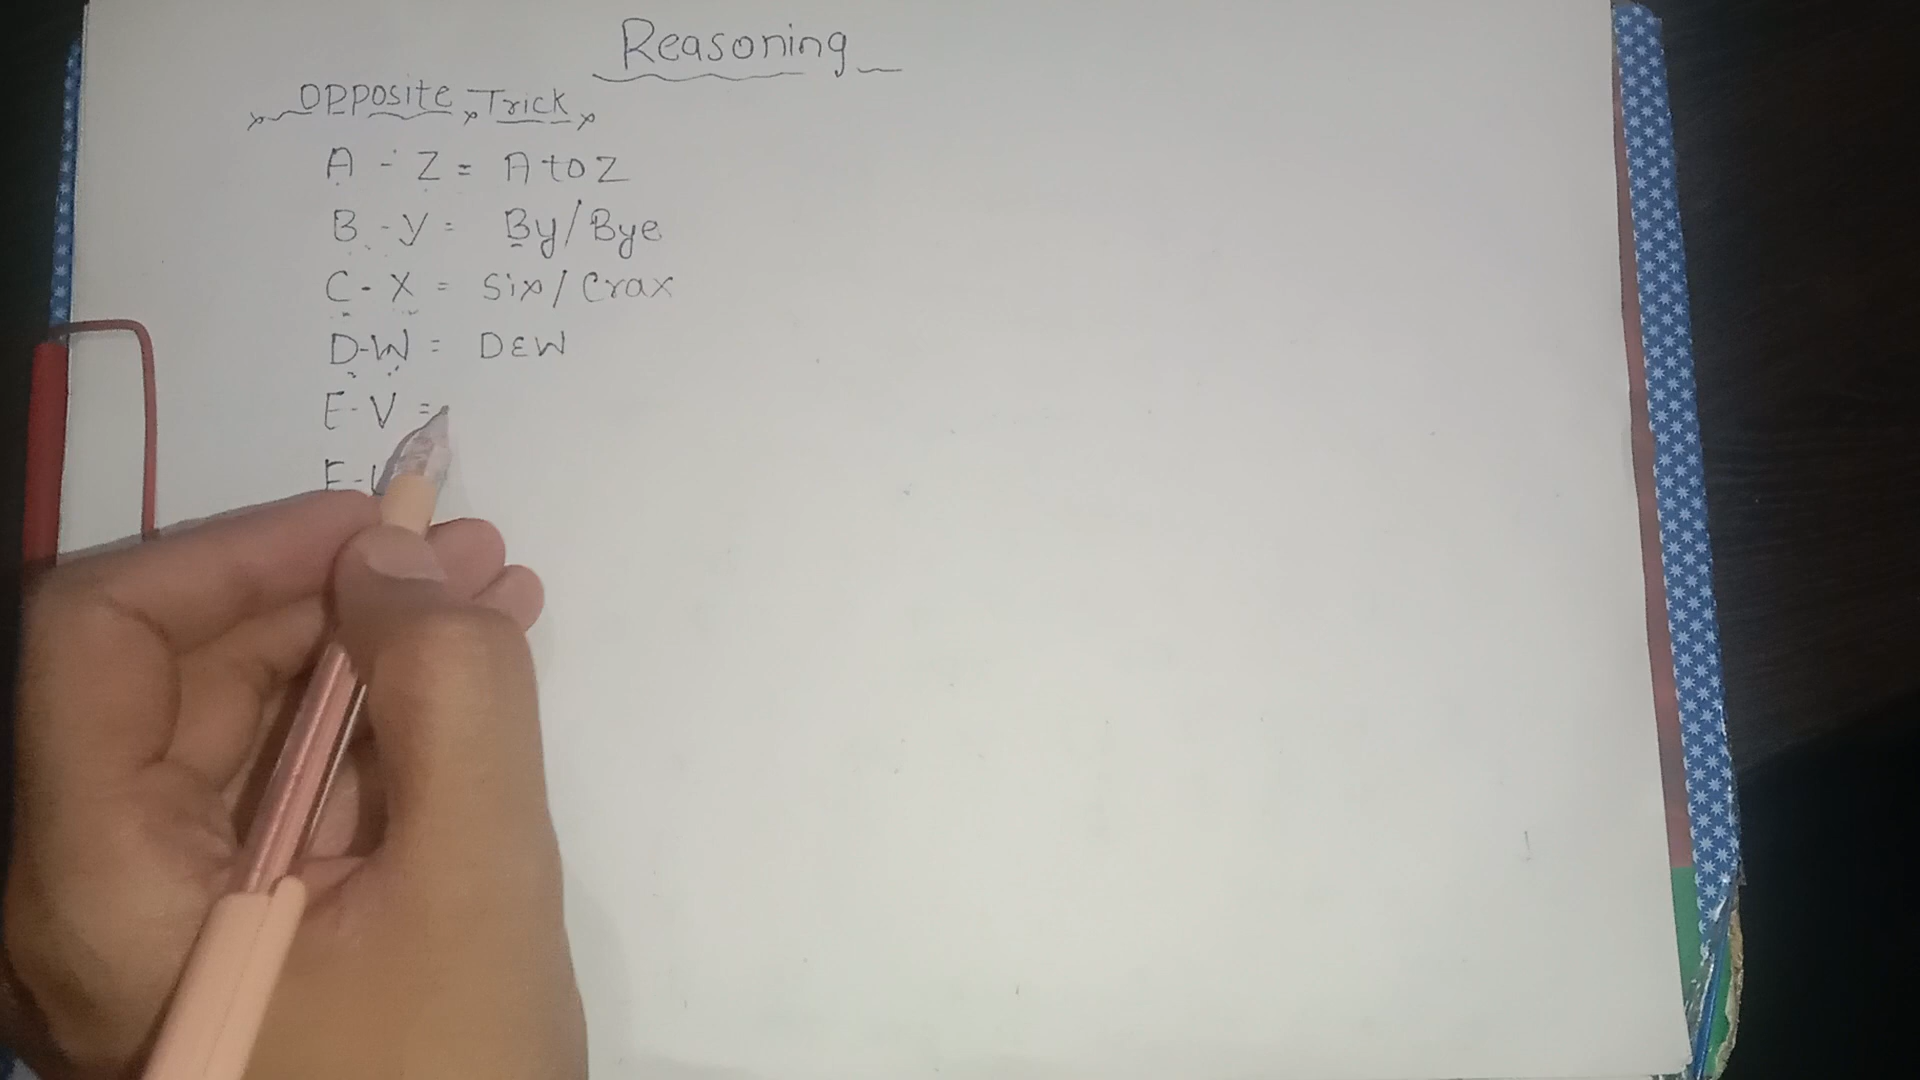 Reasoning
Opposite Trick
A - Z = A to Z
B - y = By/Bye
C - X = Six/Crax
D-W = DEW
E-V =
F-U